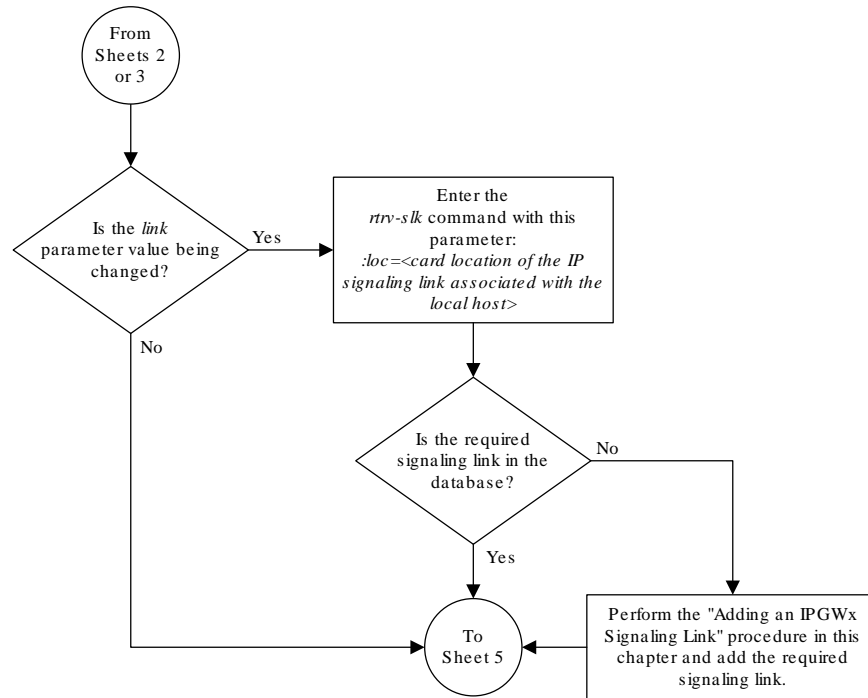 From
Sheets 2
or 3
Is the link
parameter value being
changed?
Yes
No
Enter the
rtrv-slk command with this
parameter:
:loc=<card location of the IP
signaling link associated with the
local host>
Is the required
signaling link in the
database?
No
Yes
To
Sheet 5
Perform the "Adding an IPGWx
Signaling Link" procedure in this
chapter and add the required
signaling link.